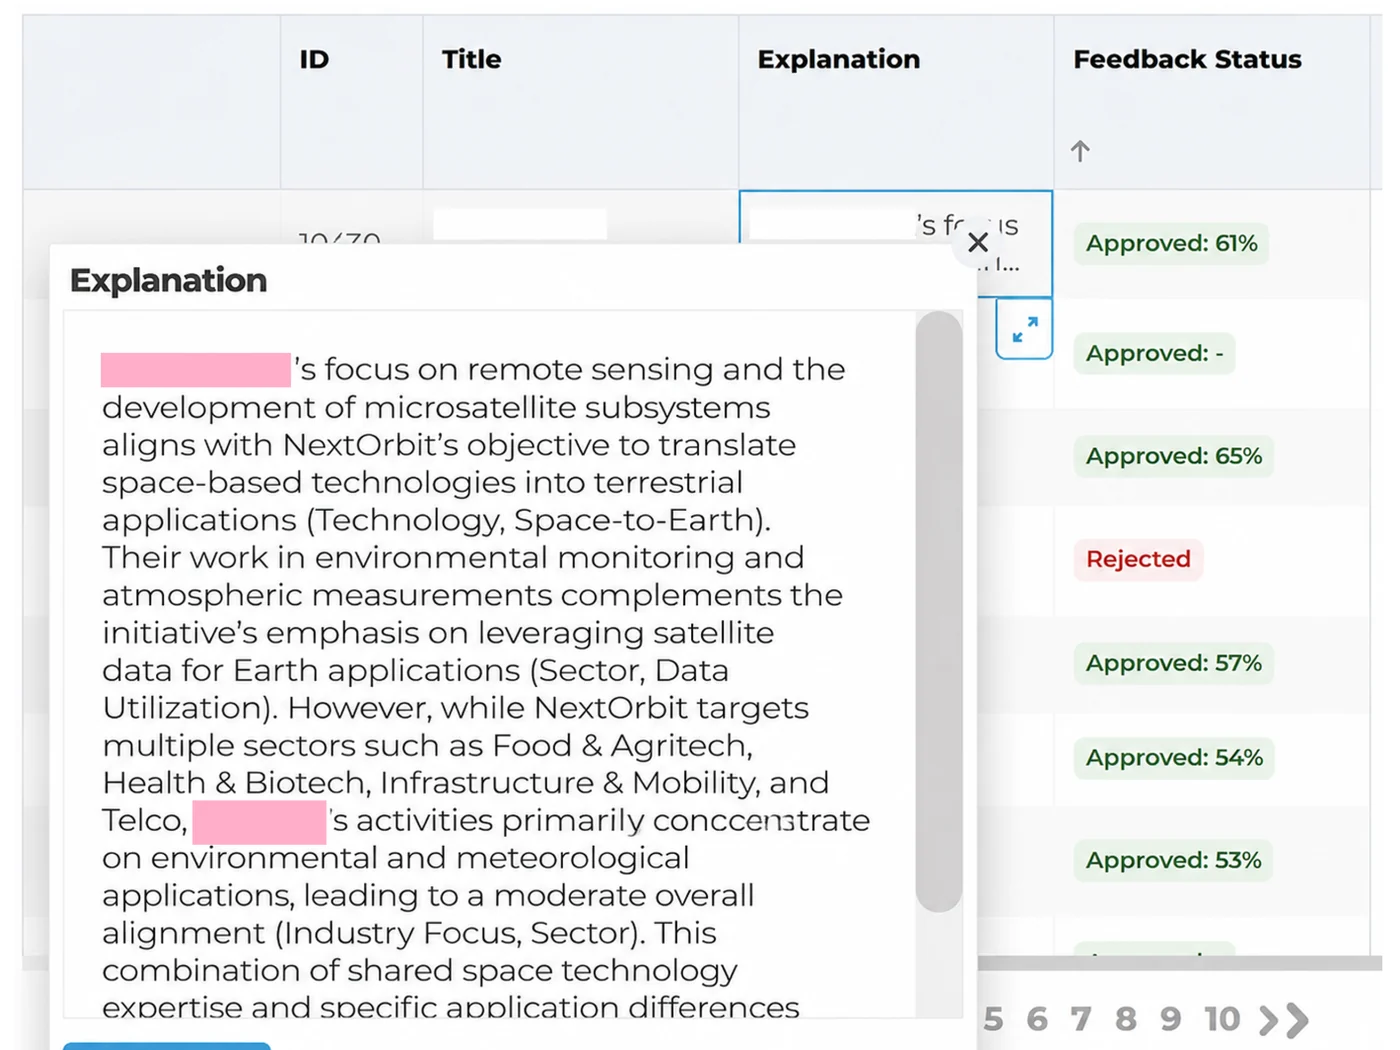 ID Title Explanation Feedback Status
's
Approved: 61%
Explanation
's focus on remote sensing and the
development of microsatellite subsystems
aligns with NextOrbit's objective to translate
space-based technologies into terrestrial
applications (Technology, Space-to-Earth).
Their work in environmental monitoring and
atmospheric measurements complements the
initiative's emphasis on leveraging satellite
data for Earth applications (Sector, Data
Utilization). However, while NextOrbit targets
multiple sectors such as Food & Agritech,
Health & Biotech, Infrastructure & Mobility, and
Telco, 's activities primarily conccentrate
on environmental and meteorological
applications, leading to a moderate overall
alignment (Industry Focus, Sector). This
combination of shared space technology
expertise and specific application differences
Approved: -
Approved: 65%
Rejected
Approved: 57%
Approved: 54%
Approved: 53%
5 6 7 8 9 10